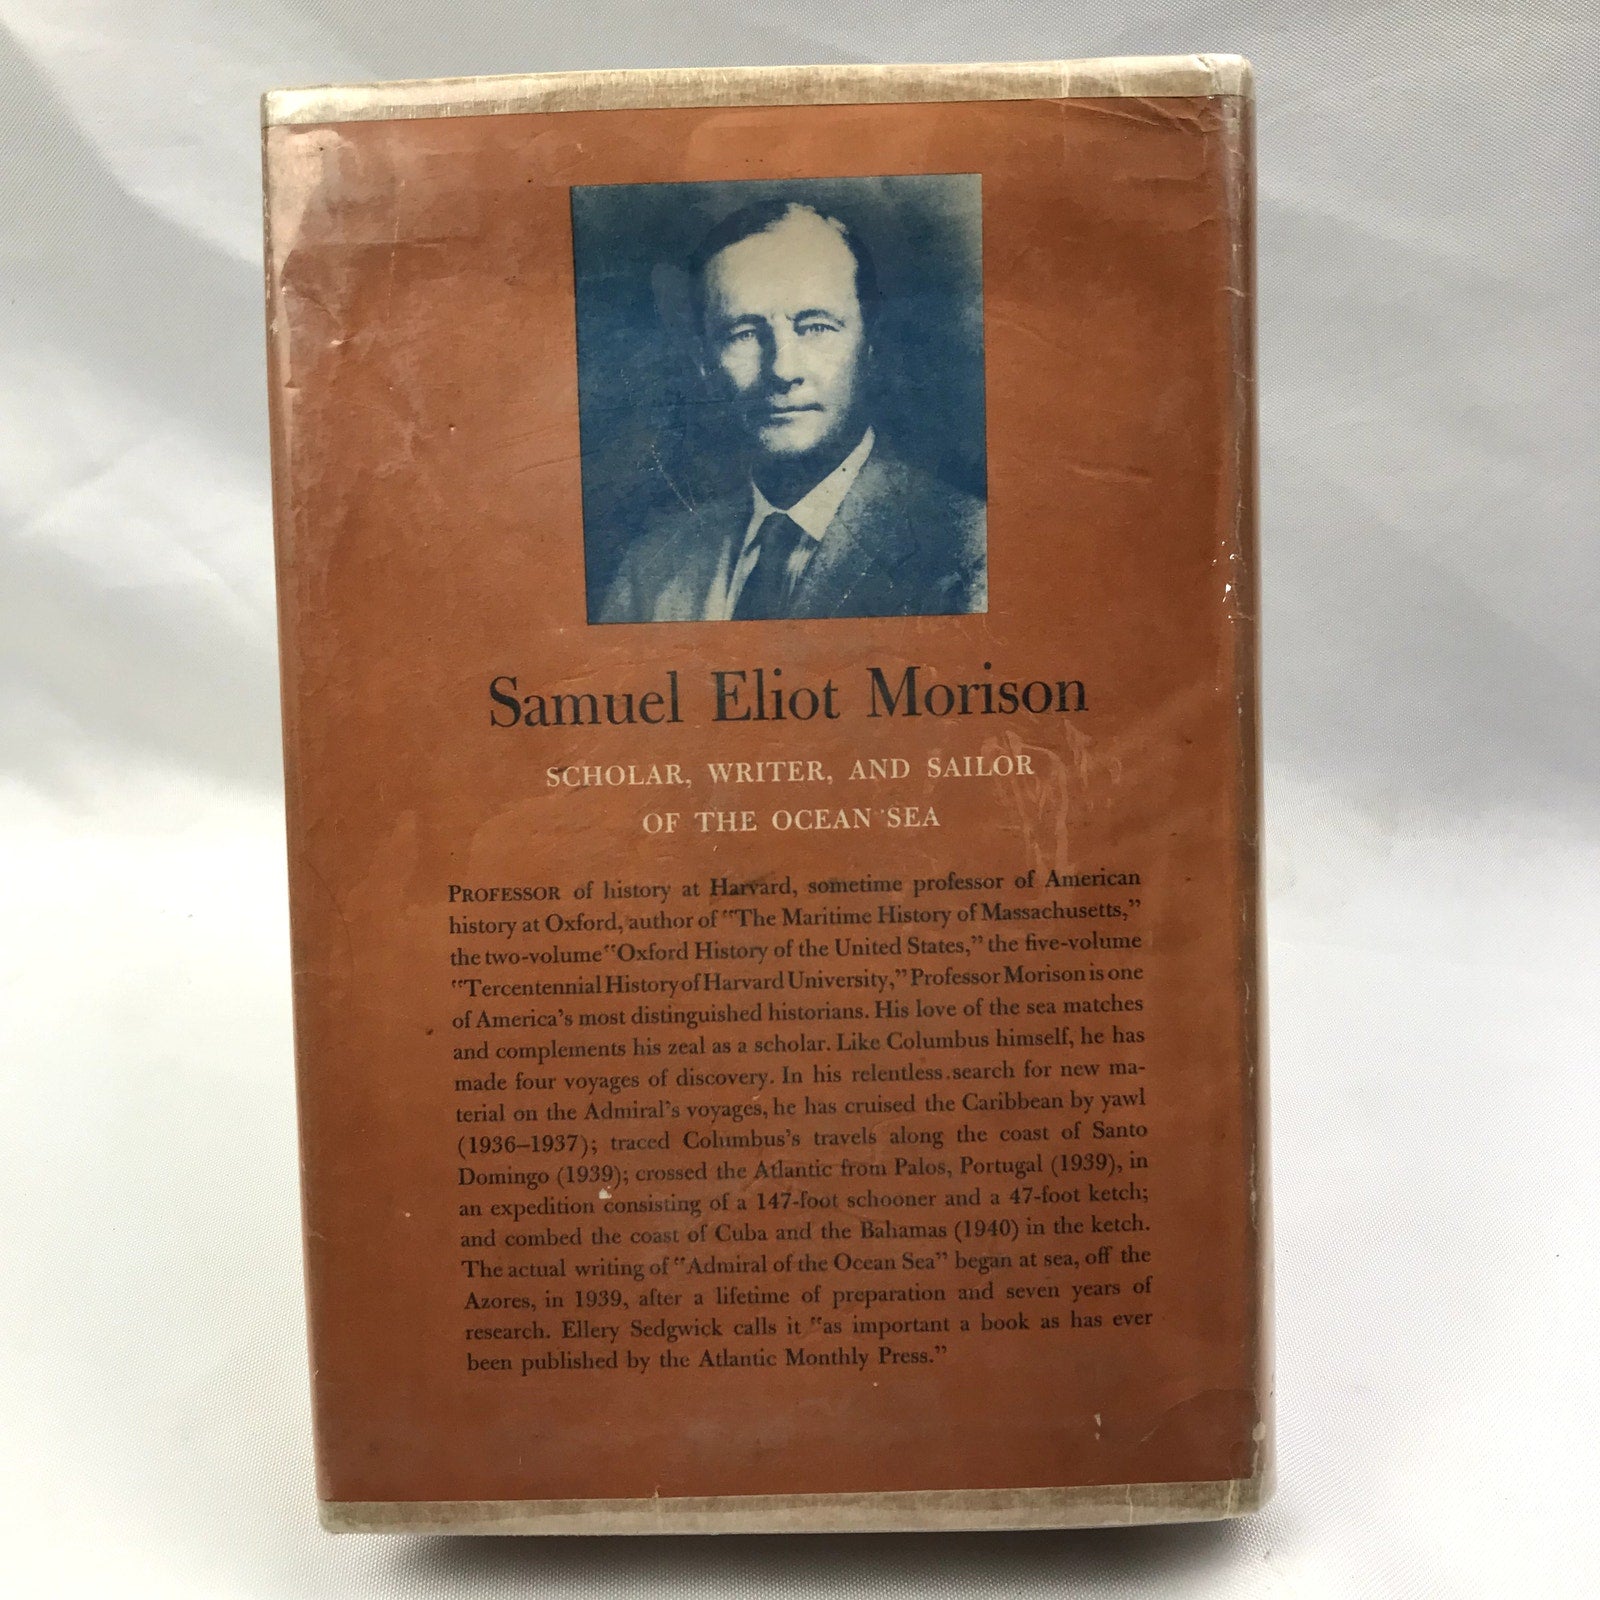 Samuel Eliot Morison
SCHOLAR, WRITER, AND SAILOR
OF THE OCEAN SEA
PROFESSOR of history at Harvard, sometime professor of American
history at Oxford, author of "The Maritime History of Massachusetts,"
the two-volume "Oxford History of the United States," the five-volume
"Tercentennial History of Harvard University," Professor Morison is one
of America's most distinguished historians. His love of the sea matches
and complements his zeal as a scholar. Like Columbus himself, he has
made four voyages of discovery. In his relentless search for new ma-
terial on the Admiral's voyages, he has cruised the Caribbean by yawl
(1936–1937); traced Columbus's travels along the coast of Santo
Domingo (1939); crossed the Atlantic from Palos, Portugal (1939), in
an expedition consisting of a 147-foot schooner and a 47-foot ketch;
and combed the coast of Cuba and the Bahamas (1940) in the ketch.
The actual writing of "Admiral of the Ocean Sea" began at sea, off the
Azores, in 1939, after a lifetime of preparation and seven years of
research. Ellery Sedgwick calls it "as important a book as has ever
been published by the Atlantic Monthly Press."